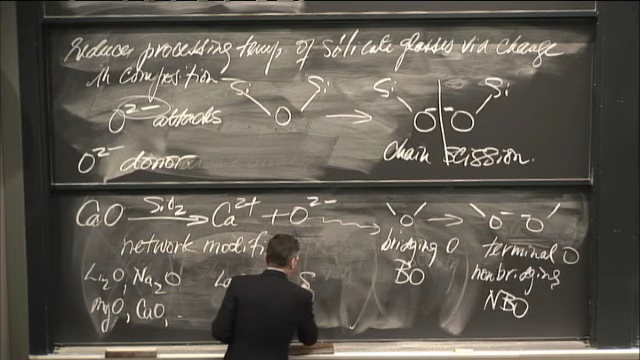 reduces processing temp. of silicate glasses via change
in composition
Si Si Si Si
O²⁻ attacks O → O⁻ ⁻O
O²⁻ donor chain scission.
CaO SiO₂ → Ca²⁺ + O²⁻ O → O⁻ O⁻
network modifi bridging O terminal O
Li₂O, Na₂O BO nonbridging
MgO, CaO, NBO